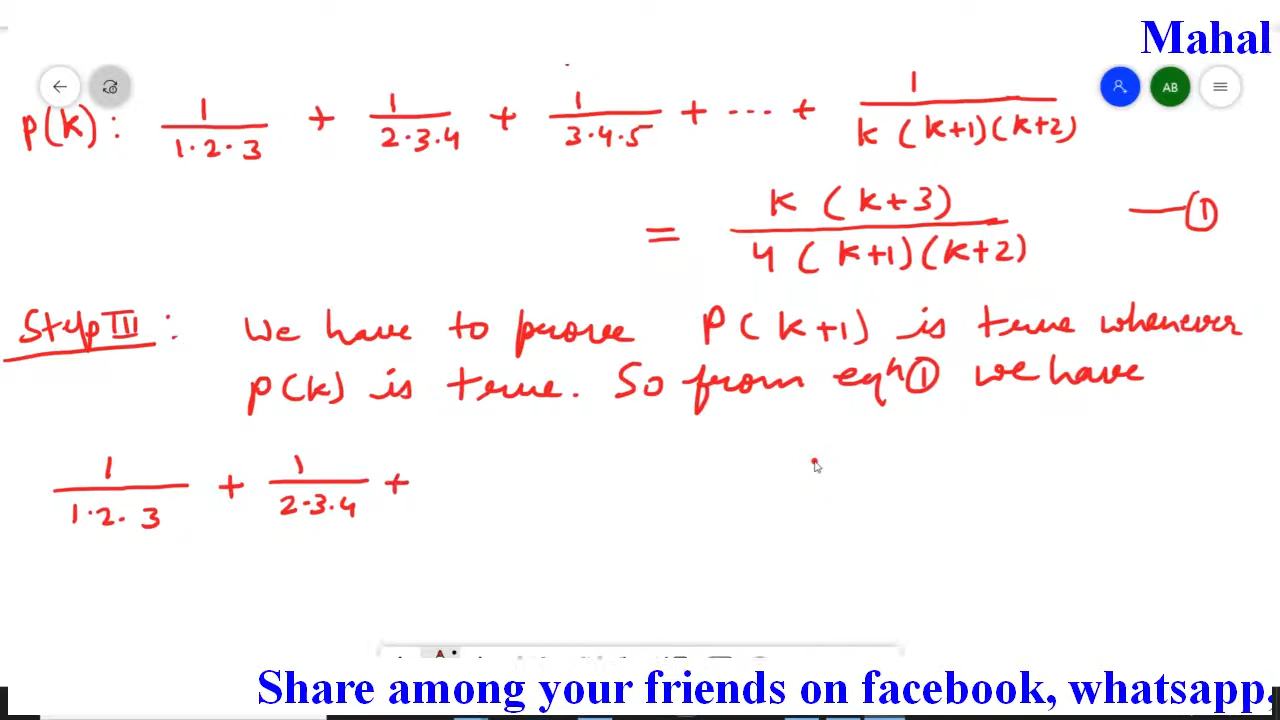 Mahal
AB
P(k): 1/(1·2·3) + 1/(2·3·4) + 1/(3·4·5) + ... + 1/(k(k+1)(k+2))
= k(k+3)/(4(k+1)(k+2)) —①
Step III: We have to prove P(k+1) is true whenever
P(k) is true. So from eqⁿ① we have
1/(1·2·3) + 1/(2·3·4) +
Share among your friends on facebook, whatsapp,